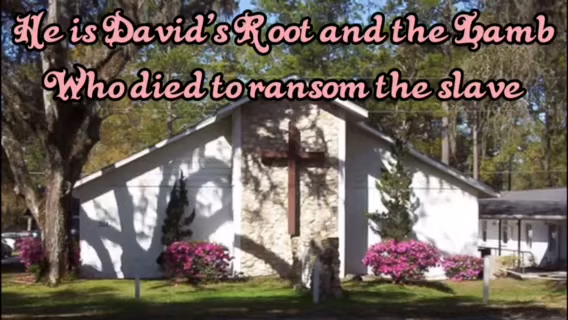 He is David's Root and the Lamb
Who died to ransom the slave